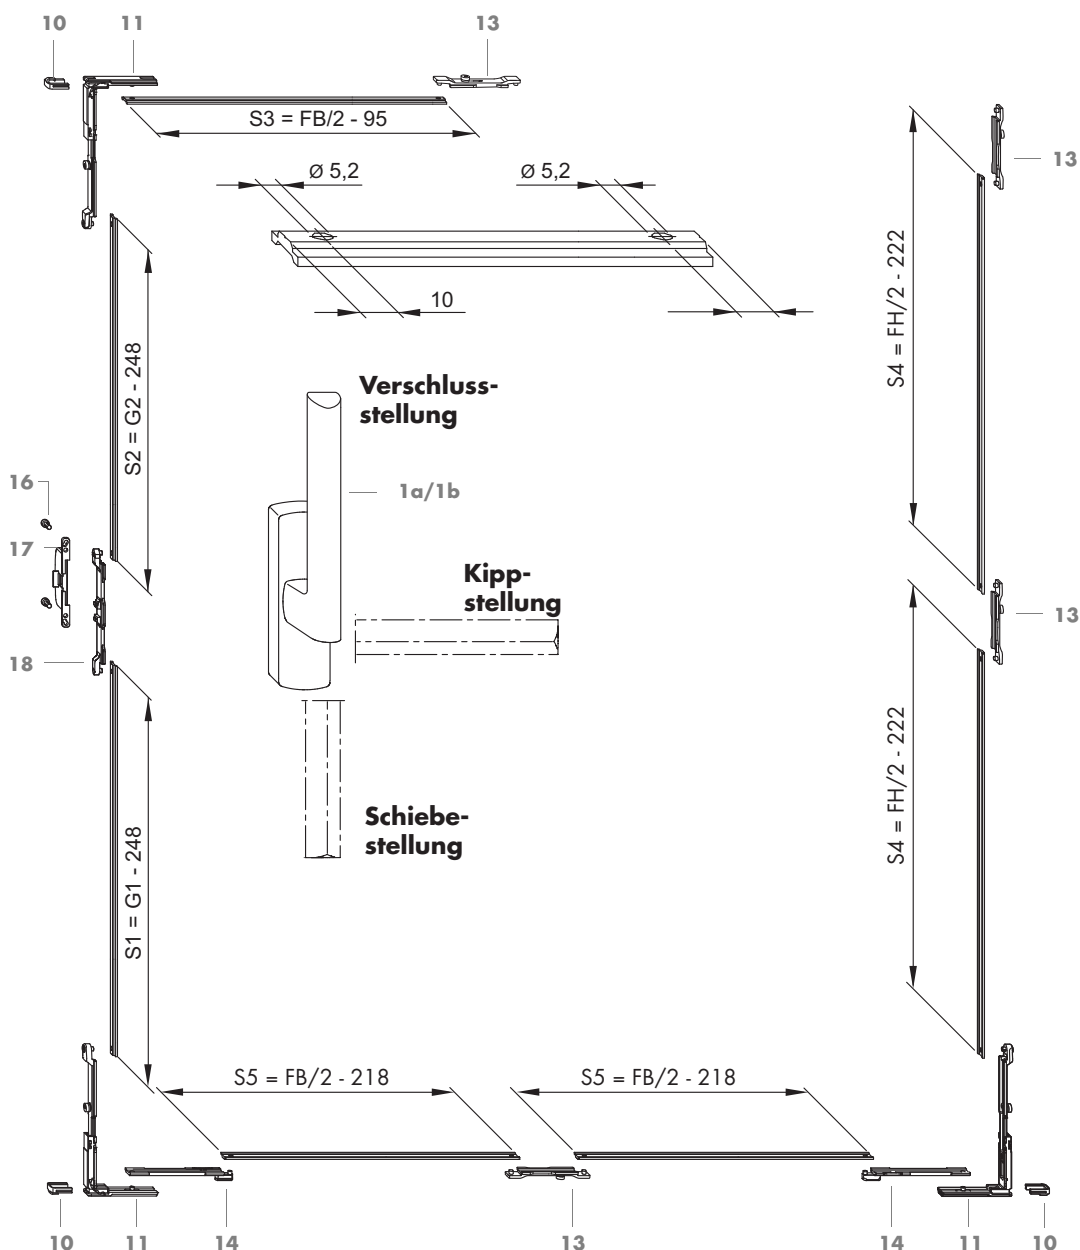 10
11
13
S3 = FB/2 - 95
13
Ø 5,2
Ø 5,2
10
S2 = G2 - 248
S4 = FH/2 - 222
Verschluss-
stellung
16
1a/1b
17
Kipp-
stellung
13
18
S1 = G1 - 248
S4 = FH/2 - 222
Schiebe-
stellung
S5 = FB/2 - 218
S5 = FB/2 - 218
10
11
14
13
14
11
10